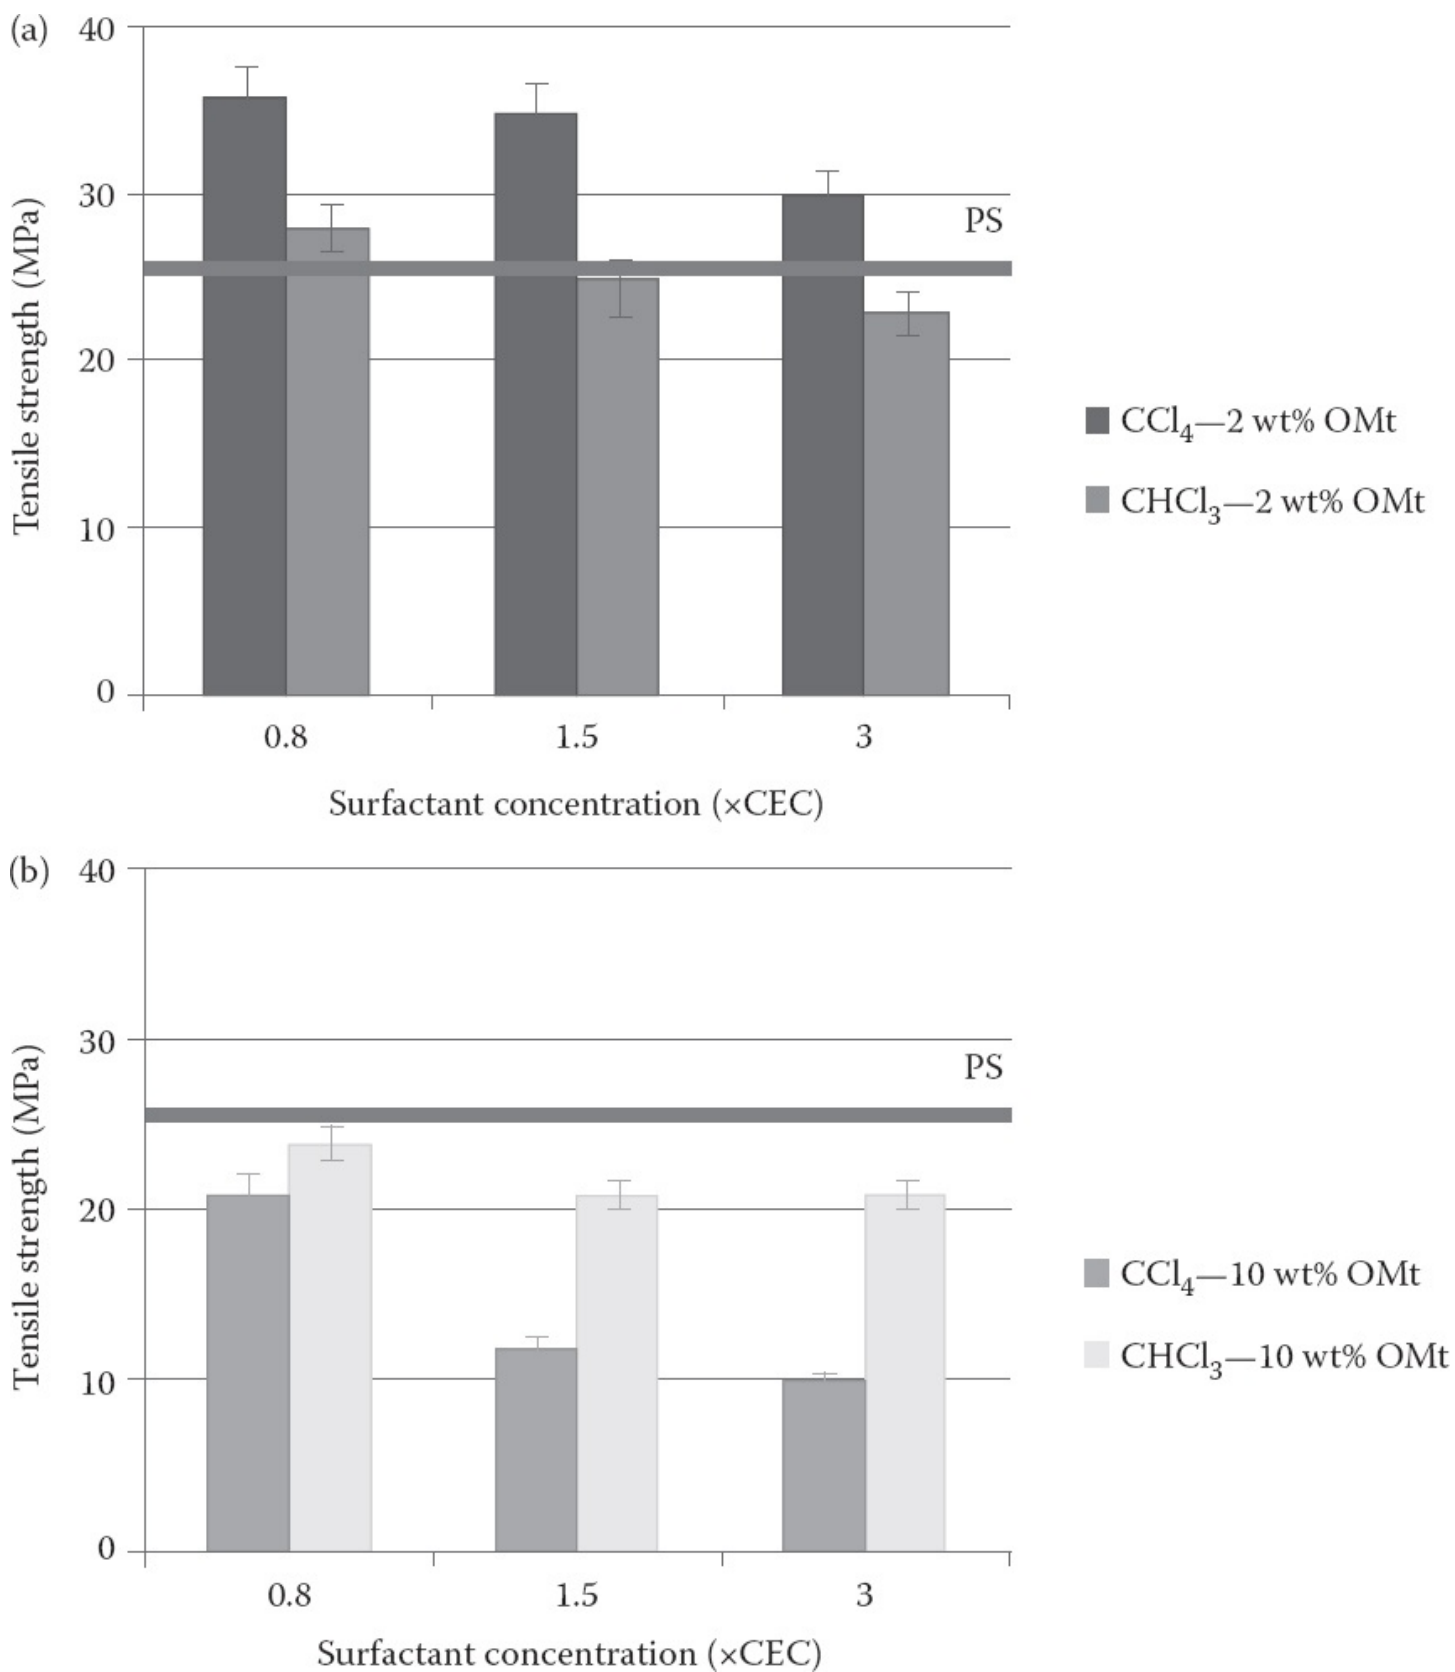 (a)
40
30
20
10
0
Tensile strength (MPa)
PS
0.8 1.5 3
Surfactant concentration (×CEC)
CCl₄—2 wt% OMt
CHCl₃—2 wt% OMt
(b)
40
30
20
10
0
Tensile strength (MPa)
PS
0.8 1.5 3
Surfactant concentration (×CEC)
CCl₄—10 wt% OMt
CHCl₃—10 wt% OMt